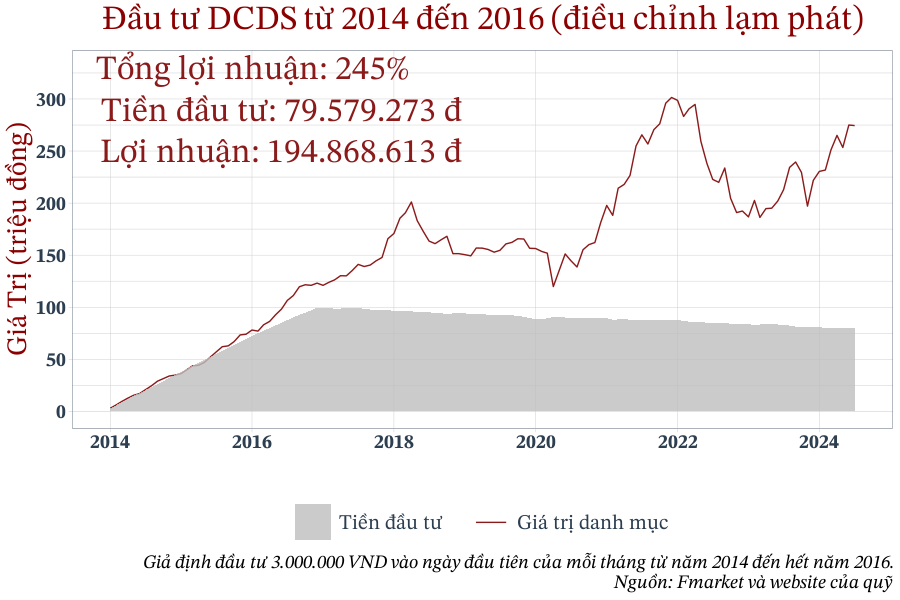 Đầu tư DCDS từ 2014 đến 2016 (điều chỉnh lạm phát)
Tổng lợi nhuận: 245%
Tiền đầu tư: 79.579.273 đ
Lợi nhuận: 194.868.613 đ
Giá Trị (triệu đồng)
300
250
200
150
100
50
0
2014 2016 2018 2020 2022 2024
Tiền đầu tư Giá trị danh mục
Giả định đầu tư 3.000.000 VND vào ngày đầu tiên của mỗi tháng từ năm 2014 đến hết năm 2016.
Nguồn: Fmarket và website của quỹ